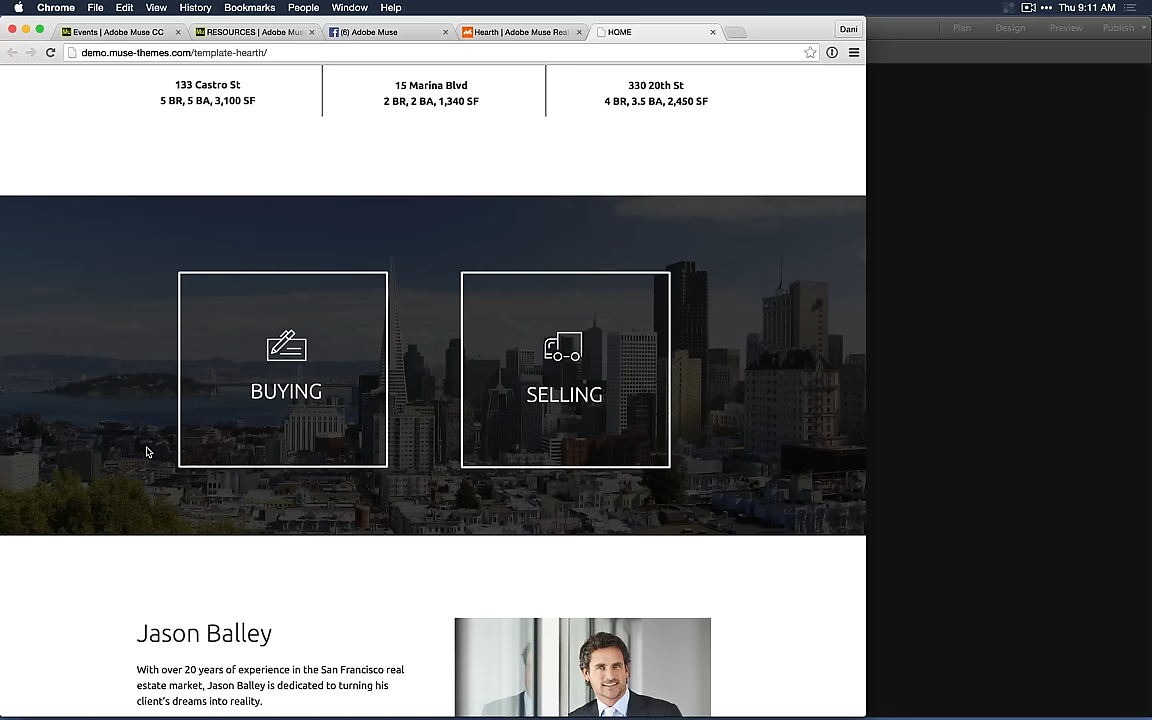 Chrome File Edit View History Bookmarks People Window Help Thu 9:11 AM
Events | Adobe Muse CC RESOURCES | Adobe Mus (6) Adobe Muse Hearth | Adobe Muse Rea HOME Dani
Plan Design Preview Publish
demo.muse-themes.com/template-hearth/
133 Castro St
5 BR, 5 BA, 3,100 SF
15 Marina Blvd
2 BR, 2 BA, 1,340 SF
330 20th St
4 BR, 3.5 BA, 2,450 SF
BUYING
SELLING
Jason Balley
With over 20 years of experience in the San Francisco real
estate market, Jason Balley is dedicated to turning his
client's dreams into reality.